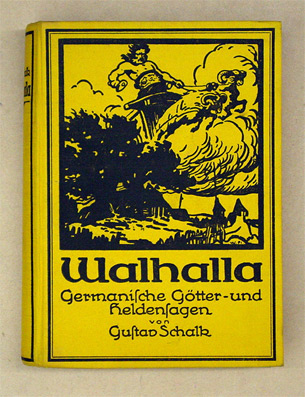 Walhalla
Germaniſche Götter-und
Heldenſagen
von
Guſtav Schalk